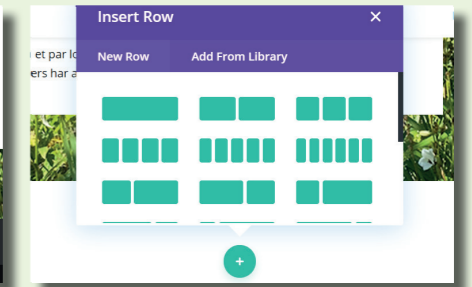 Insert Row ✕
et par lo
New Row Add From Library
ers har a
+